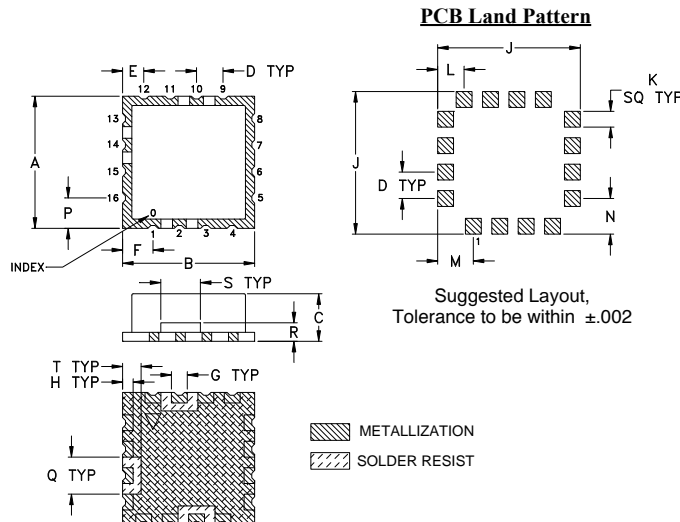 PCB Land Pattern
E
D TYP
12 11 10 9
13
14
15
16
8
7
6
5
A
P
0
1 2 3 4
F
INDEX
B
S TYP
C
R
T TYP
H TYP
G TYP
Q TYP
J
L
K
SQ TYP
J
D TYP
N
1
M
Suggested Layout,
Tolerance to be within ±.002
METALLIZATION
SOLDER RESIST